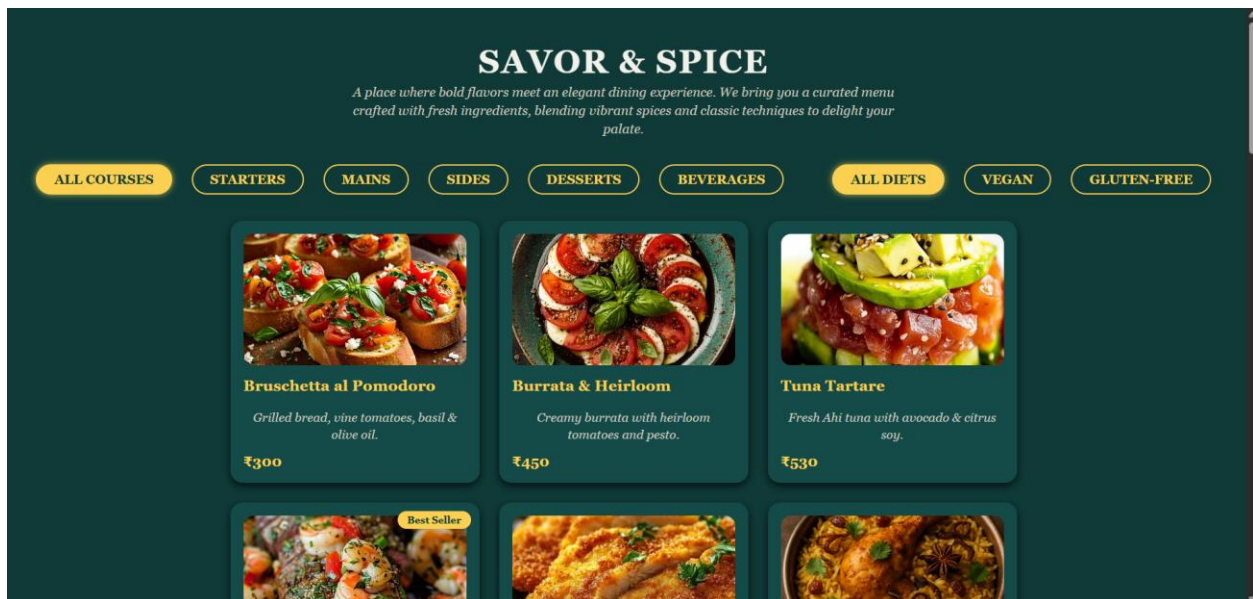 SAVOR & SPICE
A place where bold flavors meet an elegant dining experience. We bring you a curated menu
crafted with fresh ingredients, blending vibrant spices and classic techniques to delight your
palate.
ALL COURSES STARTERS MAINS SIDES DESSERTS BEVERAGES ALL DIETS VEGAN GLUTEN-FREE
Bruschetta al Pomodoro
Grilled bread, vine tomatoes, basil &
olive oil.
₹300
Burrata & Heirloom
Creamy burrata with heirloom
tomatoes and pesto.
₹450
Tuna Tartare
Fresh Ahi tuna with avocado & citrus
soy.
₹530
Best Seller